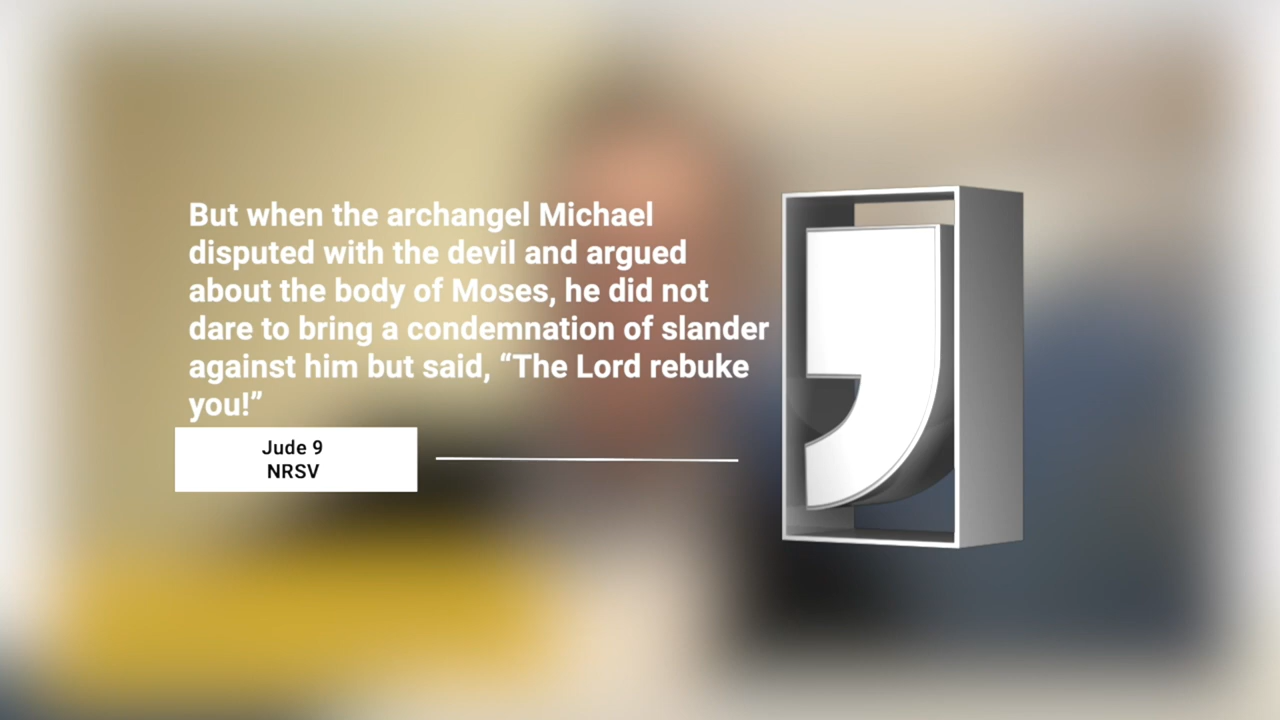 But when the archangel Michael
disputed with the devil and argued
about the body of Moses, he did not
dare to bring a condemnation of slander
against him but said, “The Lord rebuke
you!”
Jude 9
NRSV